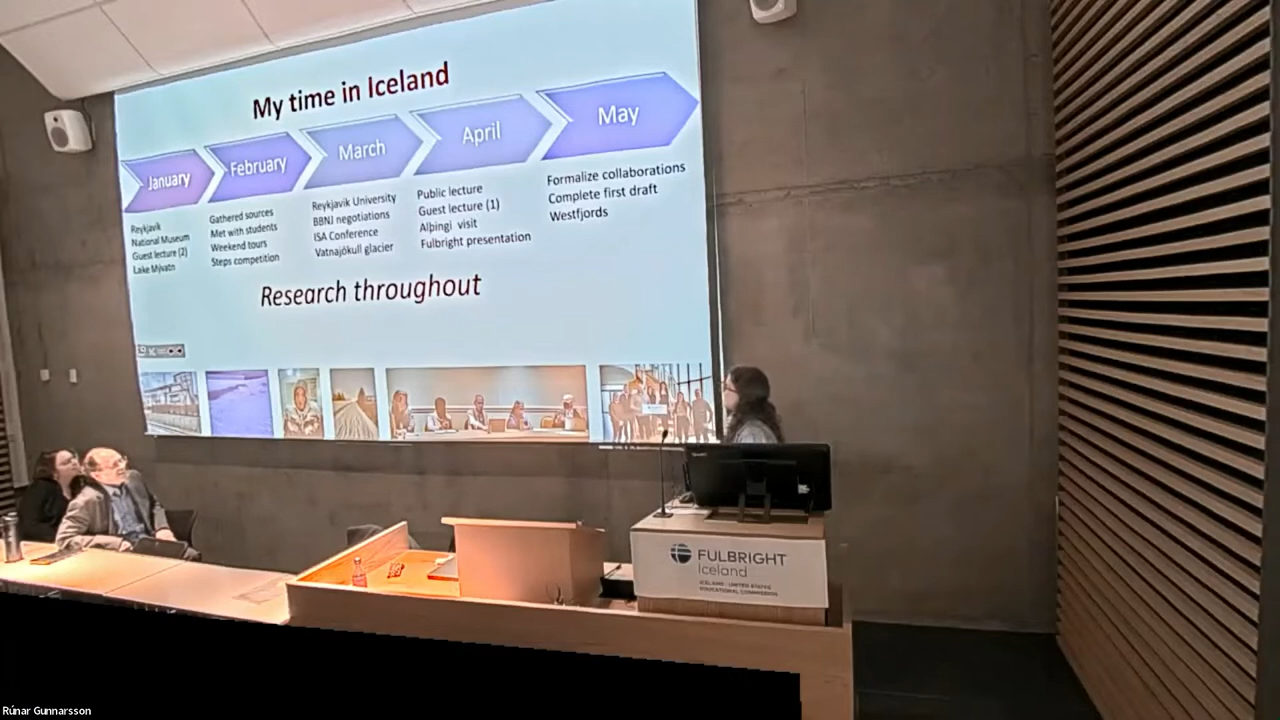 My time in Iceland
January
February
March
April
May
Reykjavik
National Museum
Guest lecture (2)
Lake Mývatn
Gathered sources
Met with students
Weekend tours
Steps competition
Reykjavik University
BBNJ negotiations
ISA Conference
Vatnajökull glacier
Public lecture
Guest lecture (1)
Alþingi visit
Fulbright presentation
Formalize collaborations
Complete first draft
Westfjords
Research throughout
FULBRIGHT
Iceland
ICELAND - UNITED STATES
EDUCATIONAL COMMISSION
Rúnar Gunnarsson